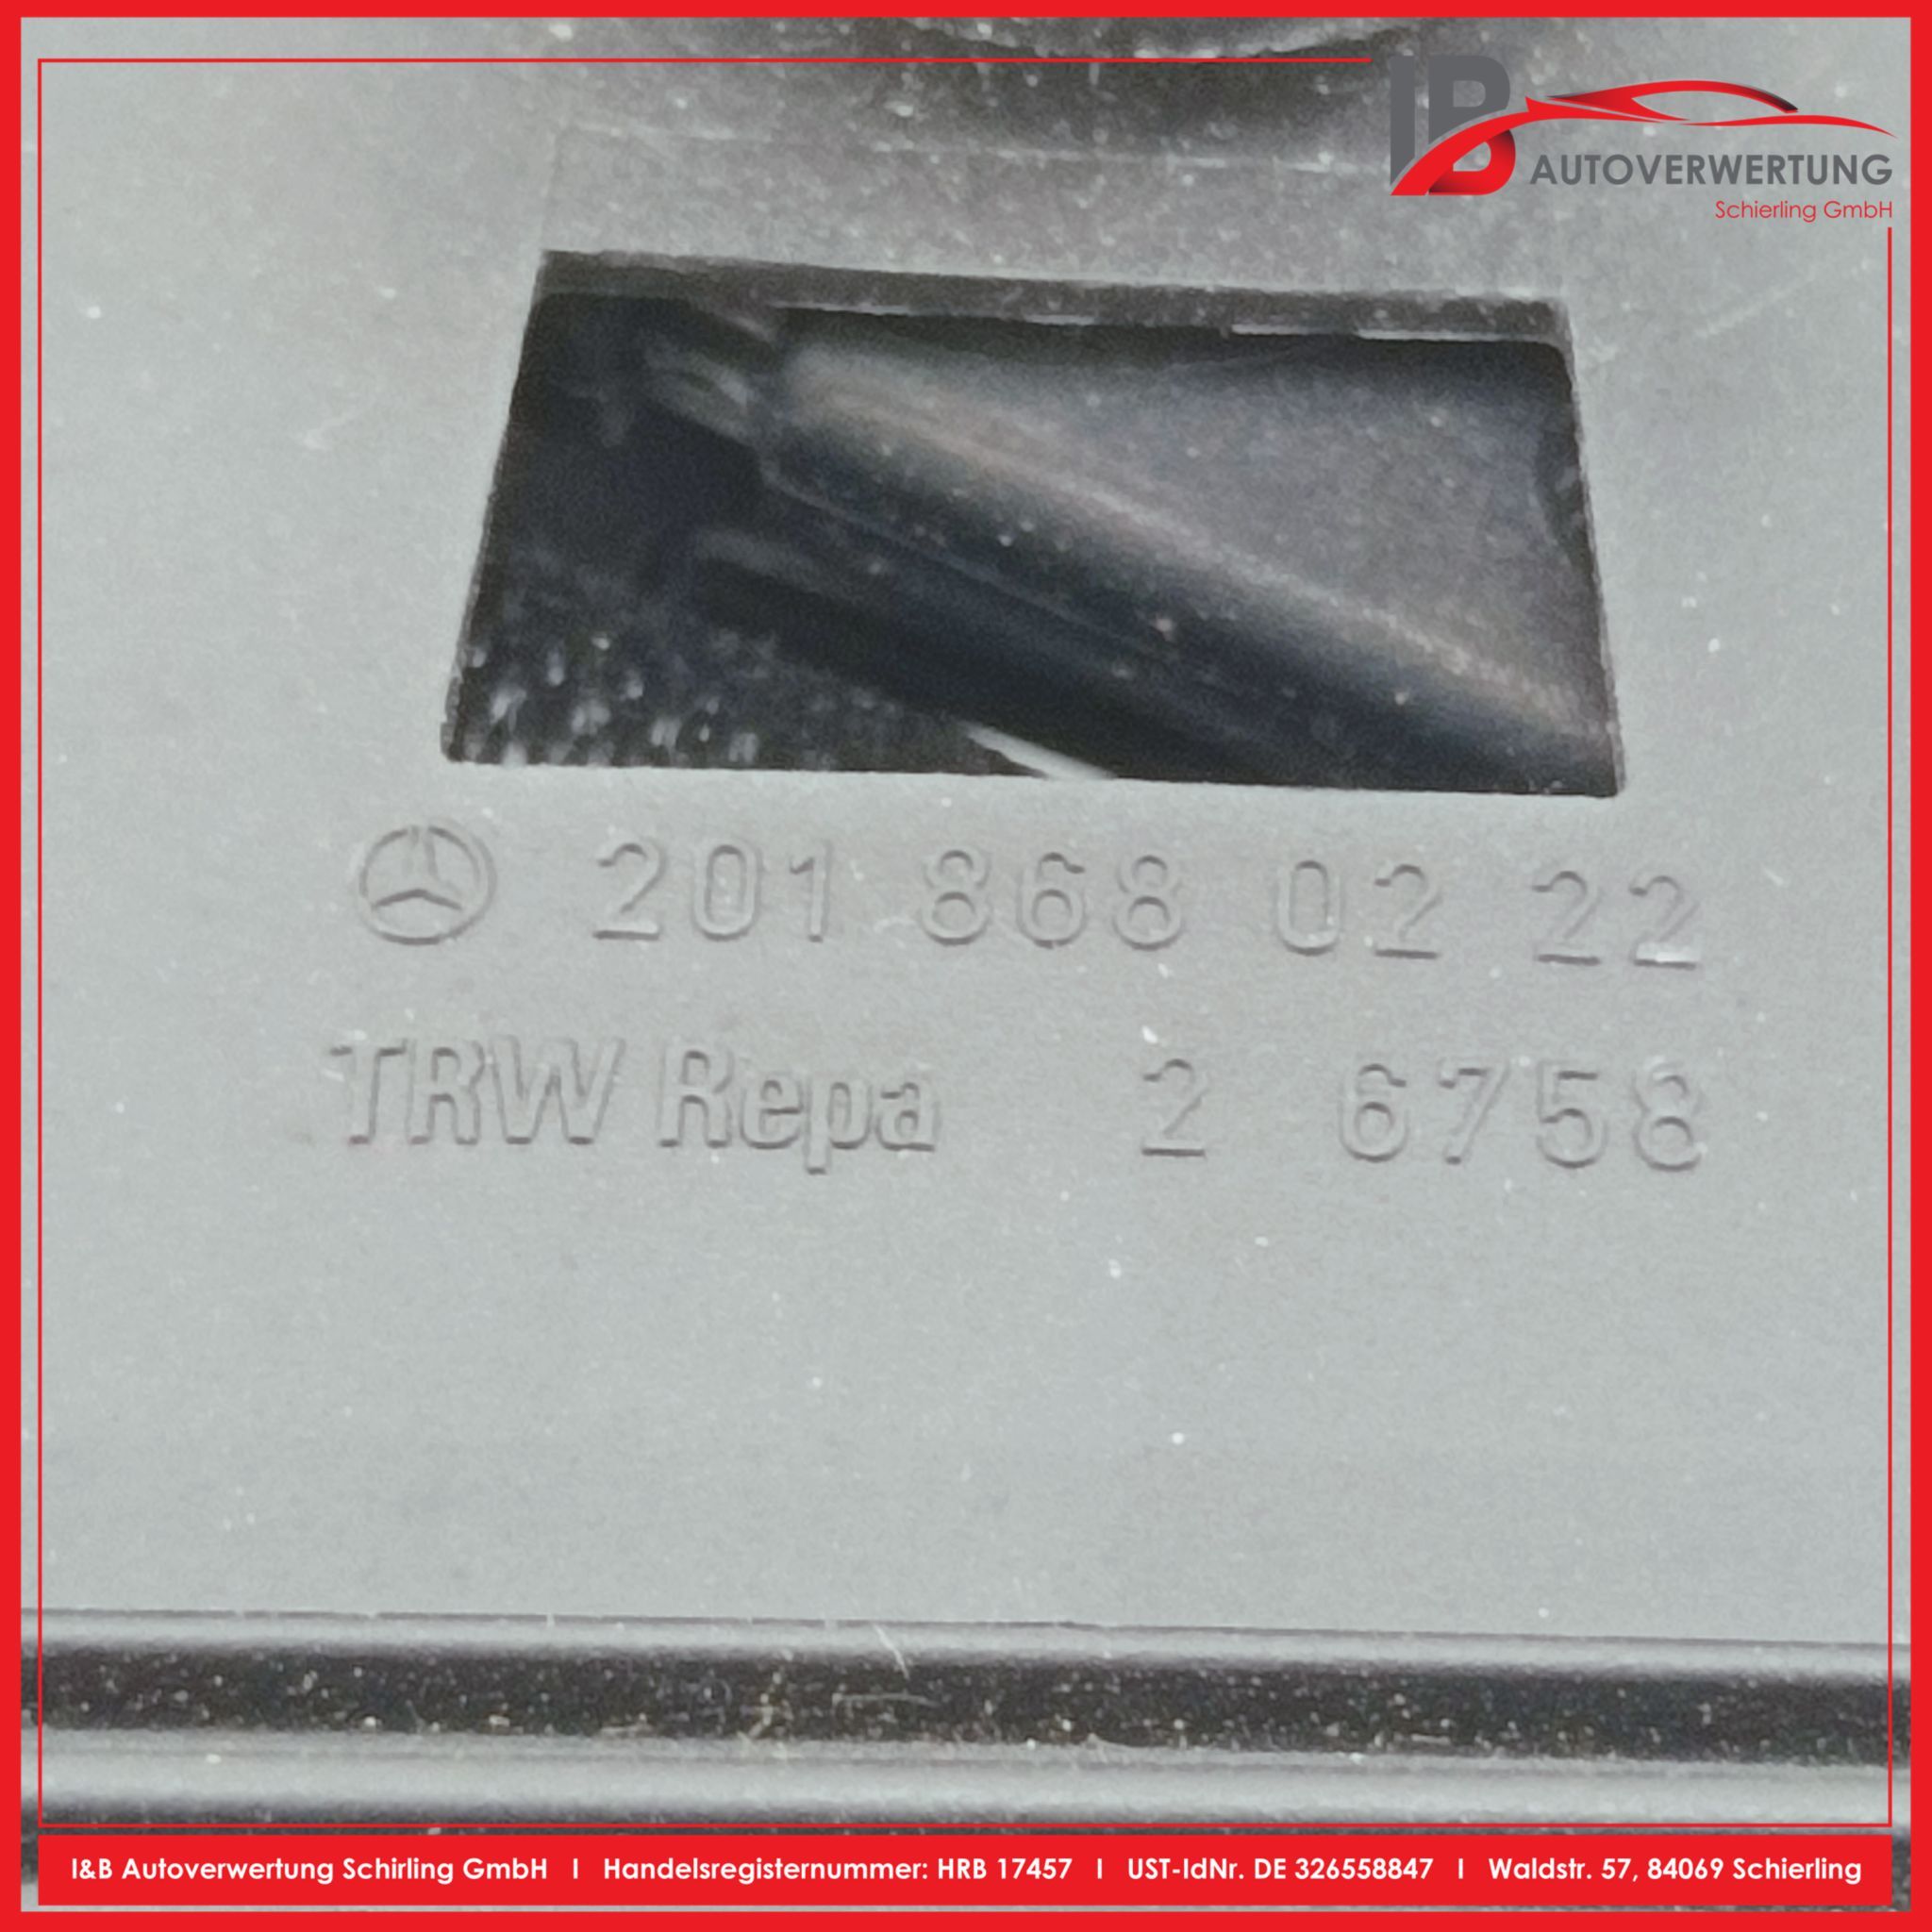 IB
AUTOVERWERTUNG
Schierling GmbH
201 868 02 22
TRW Repa 2 6758
I&B Autoverwertung Schirling GmbH I Handelsregisternummer: HRB 17457 I UST-IdNr. DE 326558847 I Waldstr. 57, 84069 Schierling